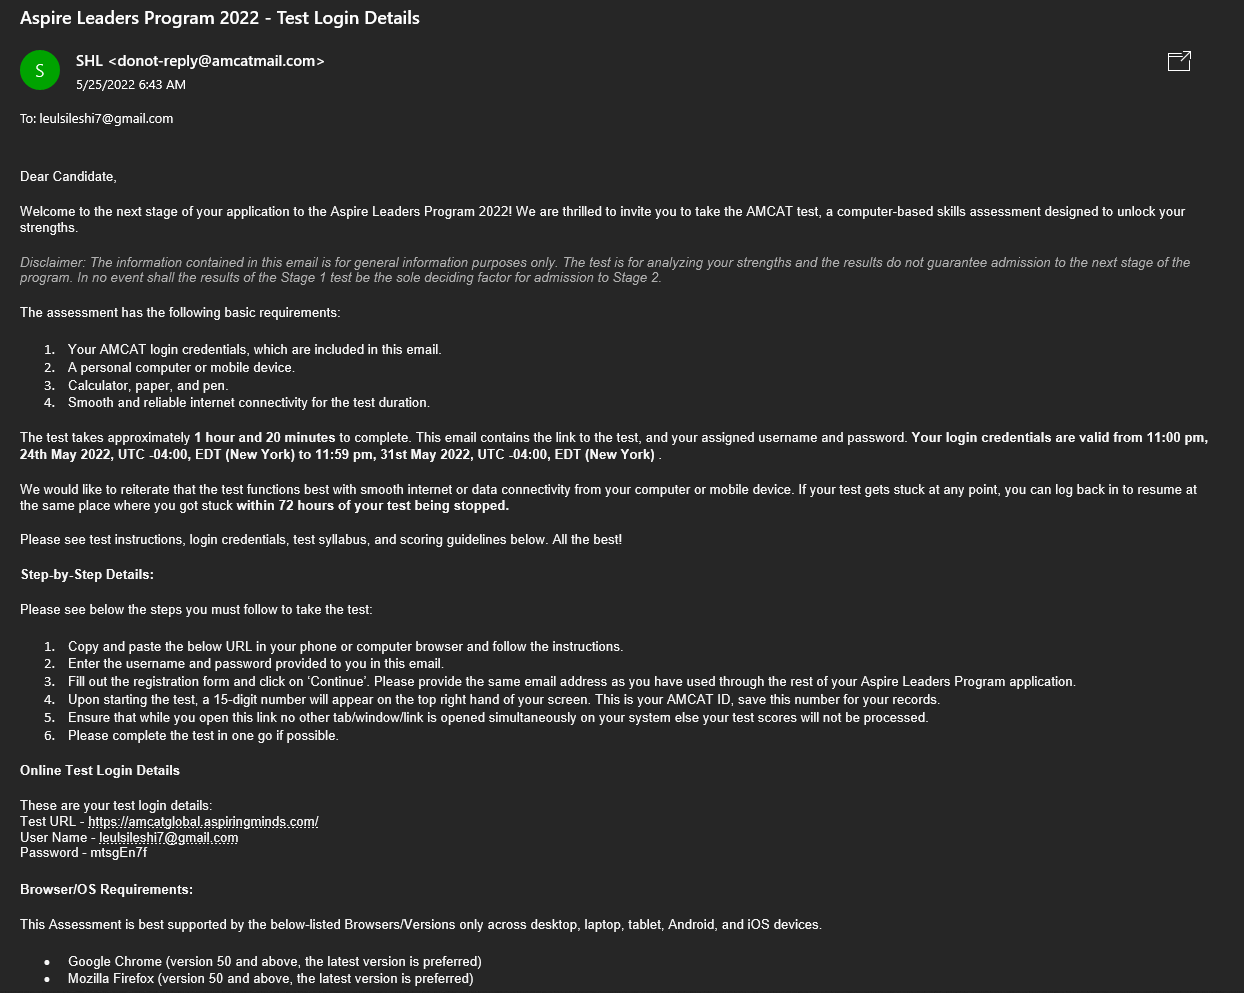 Aspire Leaders Program 2022 - Test Login Details
S
SHL <donot-reply@amcatmail.com>
5/25/2022 6:43 AM
To: leulsileshi7@gmail.com
Dear Candidate,
Welcome to the next stage of your application to the Aspire Leaders Program 2022! We are thrilled to invite you to take the AMCAT test, a computer-based skills assessment designed to unlock your
strengths.
Disclaimer: The information contained in this email is for general information purposes only. The test is for analyzing your strengths and the results do not guarantee admission to the next stage of the
program. In no event shall the results of the Stage 1 test be the sole deciding factor for admission to Stage 2.
The assessment has the following basic requirements:
1. Your AMCAT login credentials, which are included in this email.
2. A personal computer or mobile device.
3. Calculator, paper, and pen.
4. Smooth and reliable internet connectivity for the test duration.
The test takes approximately 1 hour and 20 minutes to complete. This email contains the link to the test, and your assigned username and password. Your login credentials are valid from 11:00 pm,
24th May 2022, UTC -04:00, EDT (New York) to 11:59 pm, 31st May 2022, UTC -04:00, EDT (New York) .
We would like to reiterate that the test functions best with smooth internet or data connectivity from your computer or mobile device. If your test gets stuck at any point, you can log back in to resume at
the same place where you got stuck within 72 hours of your test being stopped.
Please see test instructions, login credentials, test syllabus, and scoring guidelines below. All the best!
Step-by-Step Details:
Please see below the steps you must follow to take the test:
1. Copy and paste the below URL in your phone or computer browser and follow the instructions.
2. Enter the username and password provided to you in this email.
3. Fill out the registration form and click on ‘Continue’. Please provide the same email address as you have used through the rest of your Aspire Leaders Program application.
4. Upon starting the test, a 15-digit number will appear on the top right hand of your screen. This is your AMCAT ID, save this number for your records.
5. Ensure that while you open this link no other tab/window/link is opened simultaneously on your system else your test scores will not be processed.
6. Please complete the test in one go if possible.
Online Test Login Details
These are your test login details:
Test URL - https://amcatglobal.aspiringminds.com/
User Name - leulsileshi7@gmail.com
Password - mtsgEn7f
Browser/OS Requirements:
This Assessment is best supported by the below-listed Browsers/Versions only across desktop, laptop, tablet, Android, and iOS devices.
• Google Chrome (version 50 and above, the latest version is preferred)
• Mozilla Firefox (version 50 and above, the latest version is preferred)